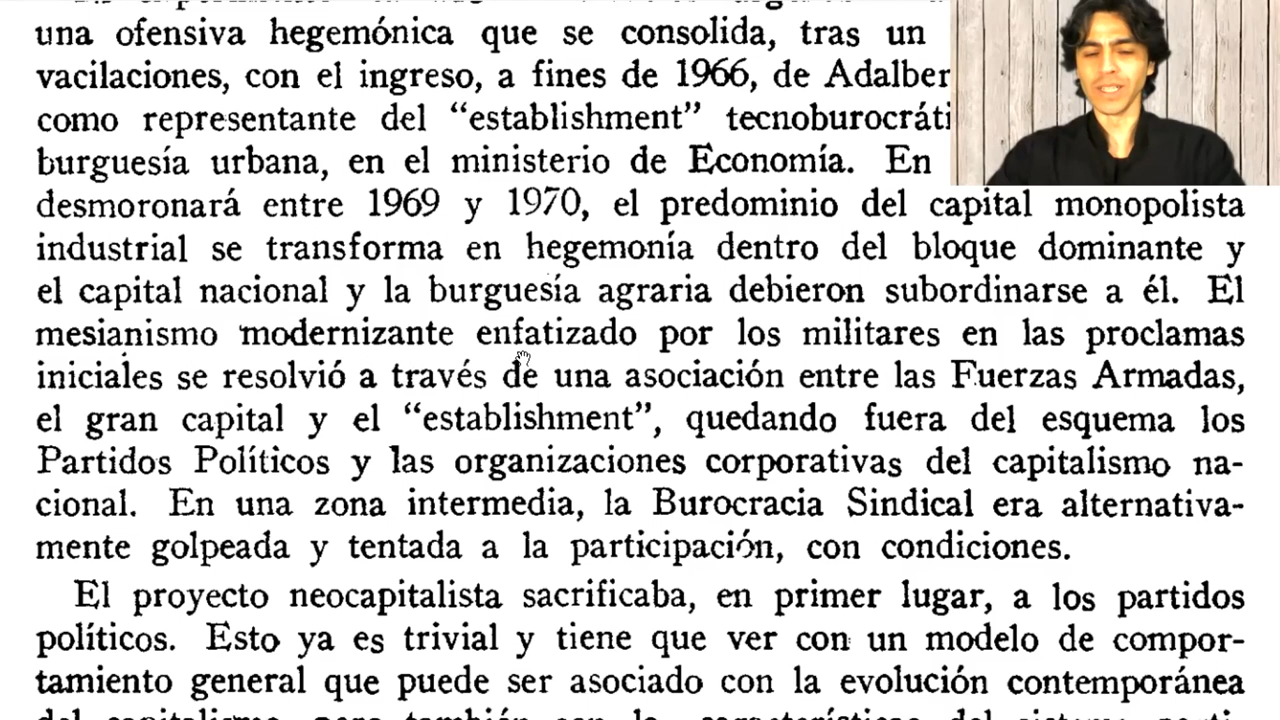 una ofensiva hegemónica que se consolida, tras un
vacilaciones, con el ingreso, a fines de 1966, de Adalber
como representante del “establishment” tecnoburocráti
burguesía urbana, en el ministerio de Economía. En
desmoronará entre 1969 y 1970, el predominio del capital monopolista
industrial se transforma en hegemonía dentro del bloque dominante y
el capital nacional y la burguesía agraria debieron subordinarse a él. El
mesianismo modernizante enfatizado por los militares en las proclamas
iniciales se resolvió a través de una asociación entre las Fuerzas Armadas,
el gran capital y el “establishment”, quedando fuera del esquema los
Partidos Políticos y las organizaciones corporativas del capitalismo na-
cional. En una zona intermedia, la Burocracia Sindical era alternativa-
mente golpeada y tentada a la participación, con condiciones.
El proyecto neocapitalista sacrificaba, en primer lugar, a los partidos
políticos. Esto ya es trivial y tiene que ver con un modelo de compor-
tamiento general que puede ser asociado con la evolución contemporánea